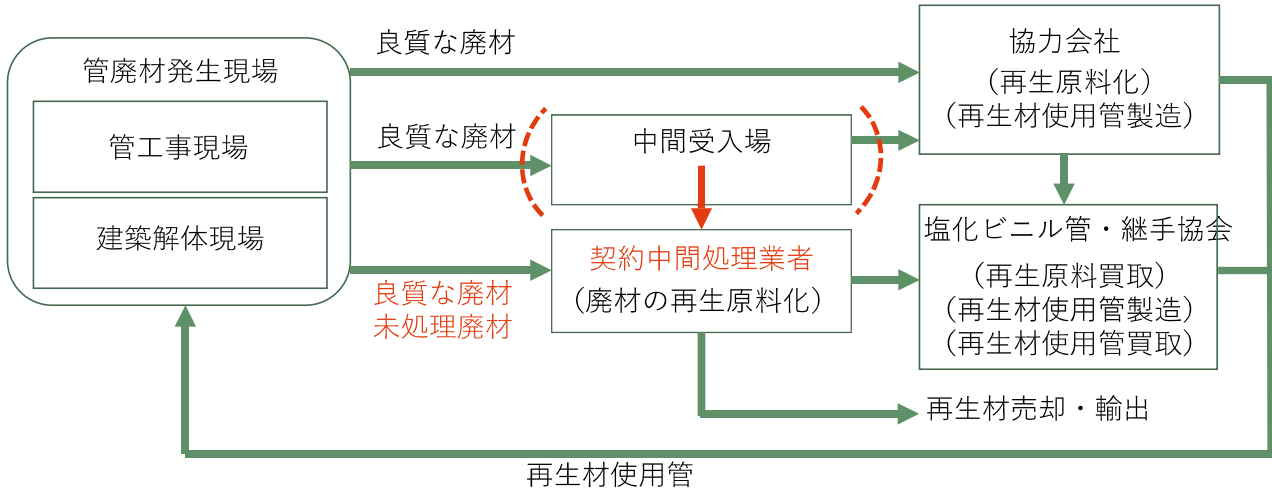 管廃材発生現場
管工事現場
建築解体現場
良質な廃材
良質な廃材
良質な廃材
未処理廃材
中間受入場
契約中間処理業者
（廃材の再生原料化）
協力会社
（再生原料化）
（再生材使用管製造）
塩化ビニル管・継手協会
（再生原料買取）
（再生材使用管製造）
（再生材使用管買取）
再生材売却・輸出
再生材使用管